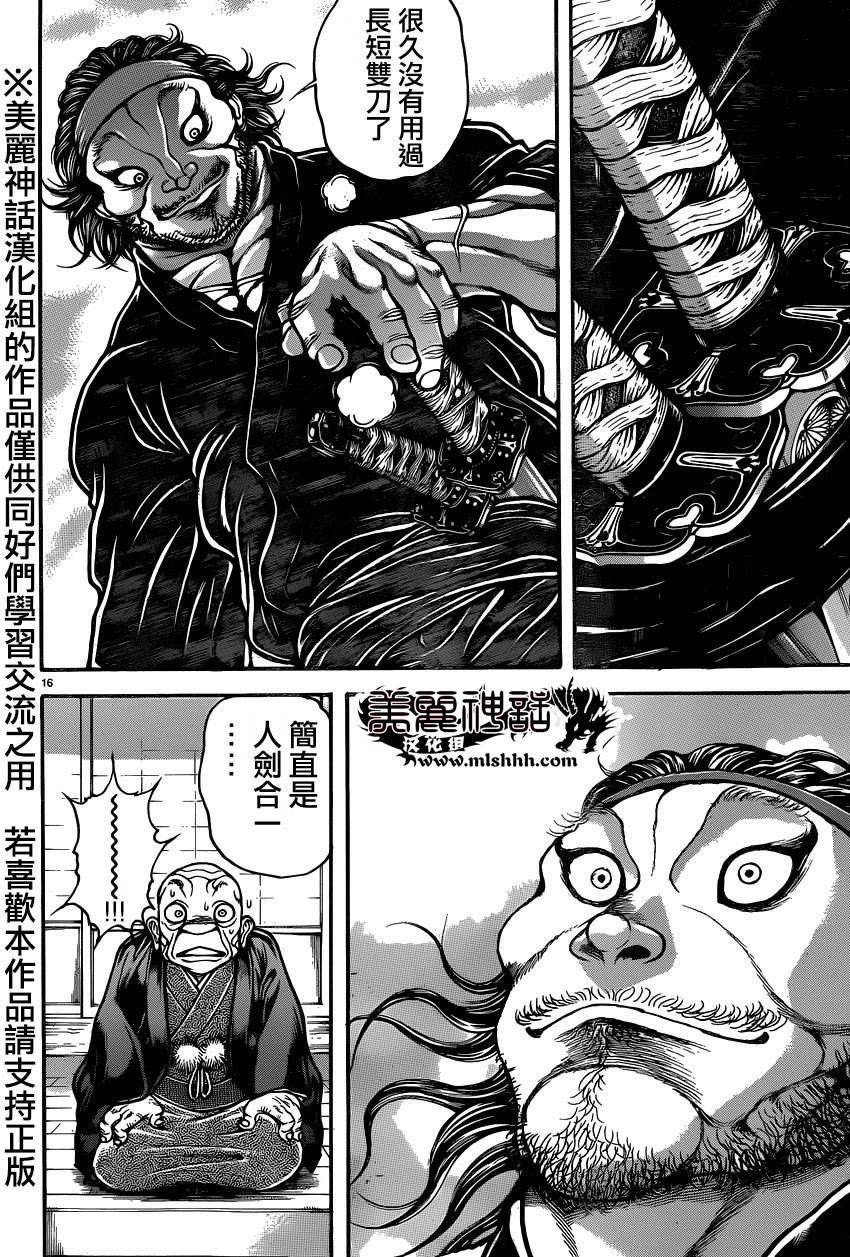 很久沒有用過
長短雙刀了
16
美麗神話
汉化组
www.mlshhh.com
簡直是
人劍合一
……
~~~~~!!!
※美麗神話漢化組的作品僅供同好們學習交流之用 若喜歡本作品請支持正版